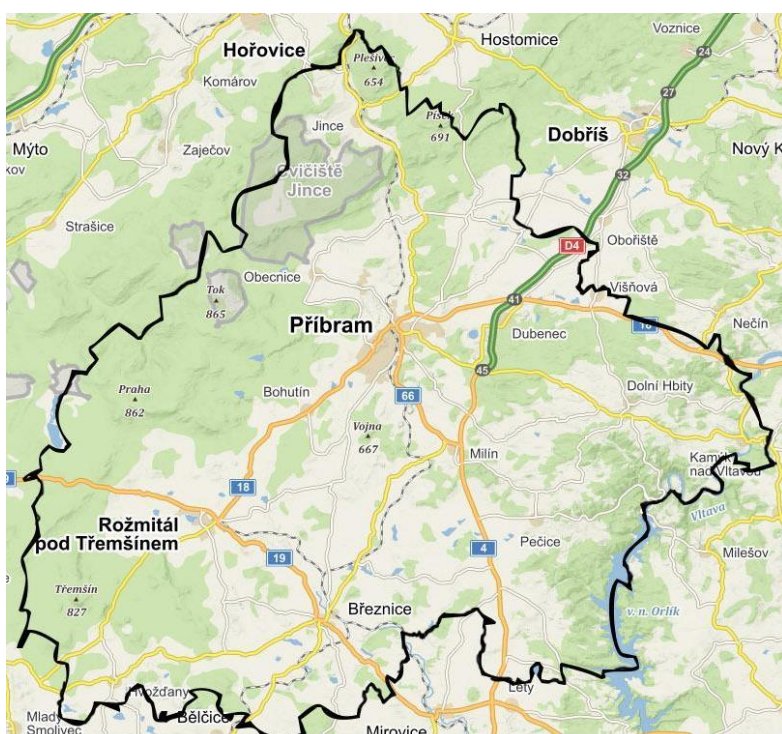 Voznice
Hořovice
Hostomice
24
Plešivec
654
Komárov
27
Jince
691
Dobříš
Mýto
Zaječov
Nový K
kov
Cvičiště
Jince
32
Strašice
D4
Obořiště
Obecnice
Tok
865
Višňová
41
Příbram
18
Nečín
Dubenec
45
Praha
862
Bohutín
66
Dolní Hbity
Vojna
667
Milín
Kamýk
nad Vltavou
18
Vltava
Rožmitál
pod Třemšínem
4
Pečice
Milešov
19
Třemšín
827
Březnice
v. n. Orlík
Hvožďany
Lety
Bělčice
Mladý
Smolivec
Mirovice